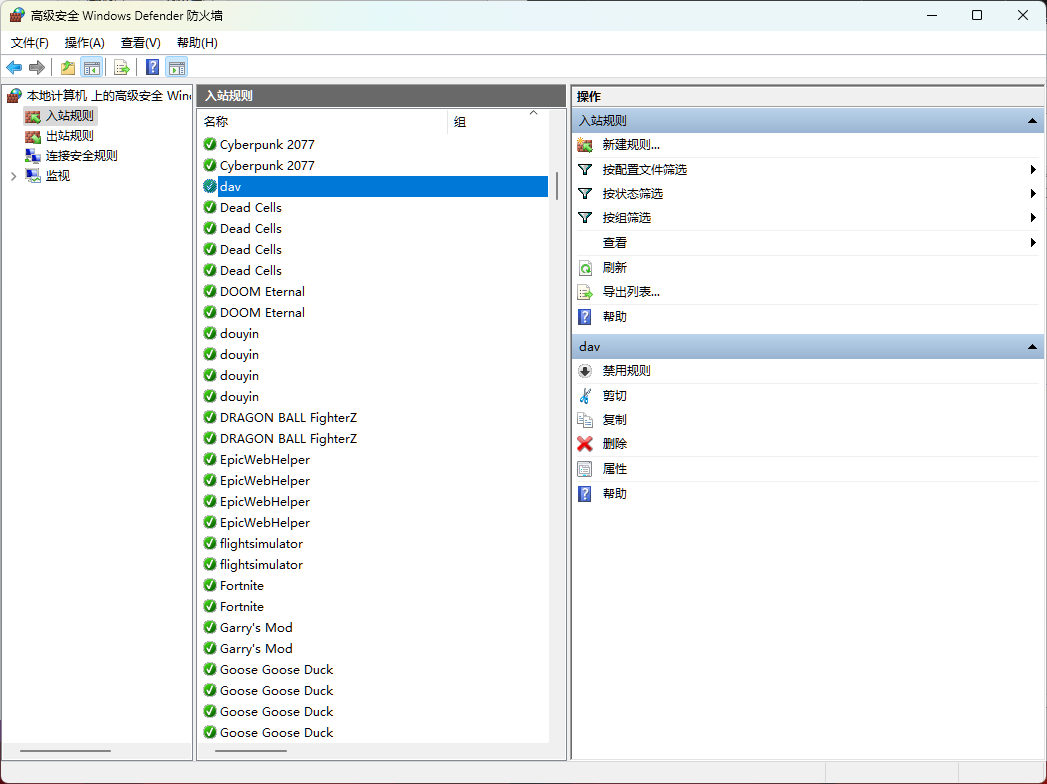 高级安全 Windows Defender 防火墙
文件(F) 操作(A) 查看(V) 帮助(H)
本地计算机 上的高级安全 Win
入站规则
出站规则
连接安全规则
监视
入站规则
名称 组
Cyberpunk 2077
Cyberpunk 2077
dav
Dead Cells
Dead Cells
Dead Cells
Dead Cells
DOOM Eternal
DOOM Eternal
douyin
douyin
douyin
douyin
DRAGON BALL FighterZ
DRAGON BALL FighterZ
EpicWebHelper
EpicWebHelper
EpicWebHelper
EpicWebHelper
flightsimulator
flightsimulator
Fortnite
Fortnite
Garry's Mod
Garry's Mod
Goose Goose Duck
Goose Goose Duck
Goose Goose Duck
Goose Goose Duck
操作
入站规则
新建规则...
按配置文件筛选
按状态筛选
按组筛选
查看
刷新
导出列表...
帮助
dav
禁用规则
剪切
复制
删除
属性
帮助